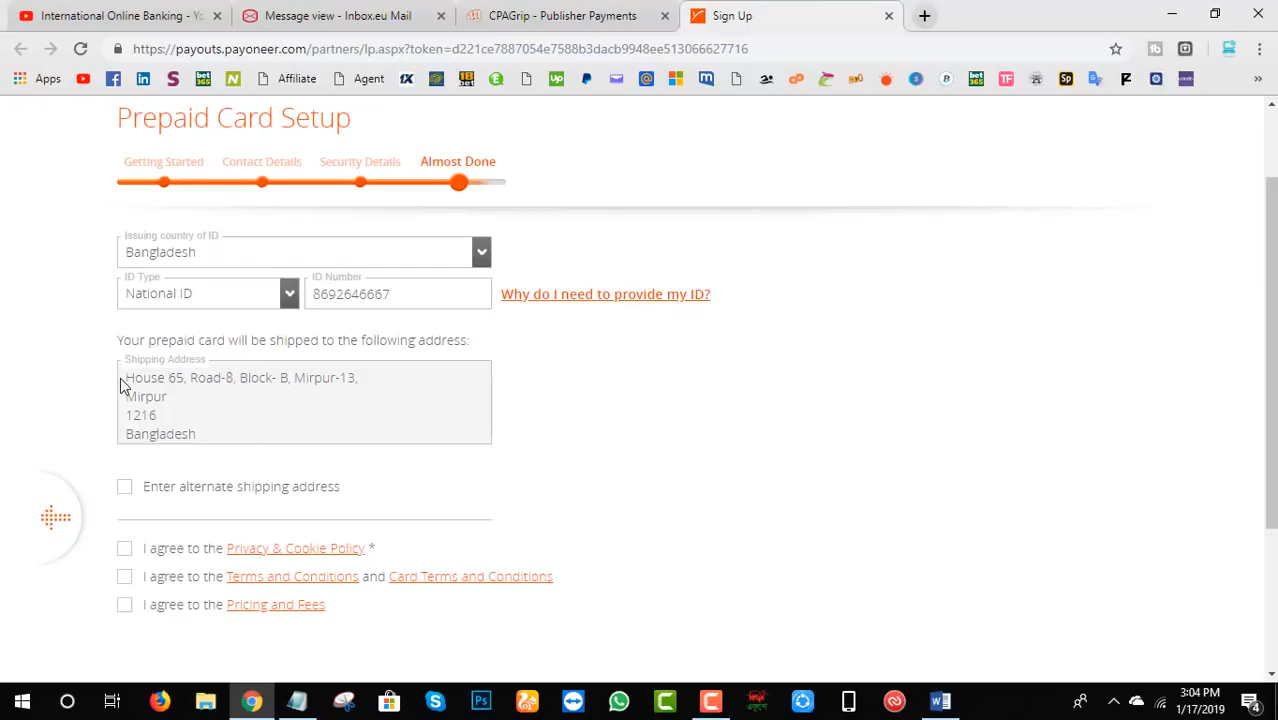 International Online Banking - Yo
Message view - Inbox.eu Mail
CPAGrip - Publisher Payments
Sign Up
https://payouts.payoneer.com/partners/lp.aspx?token=d221ce7887054e7588b3dacb9948ee513066627716
Apps
Affiliate
Agent
Prepaid Card Setup
Getting Started
Contact Details
Security Details
Almost Done
Issuing country of ID
Bangladesh
ID Type
National ID
ID Number
8692646667
Why do I need to provide my ID?
Your prepaid card will be shipped to the following address:
Shipping Address
House 65, Road-8, Block- B, Mirpur-13,
Mirpur
1216
Bangladesh
Enter alternate shipping address
I agree to the Privacy & Cookie Policy *
I agree to the Terms and Conditions and Card Terms and Conditions
I agree to the Pricing and Fees
3:04 PM
1/17/2019
4